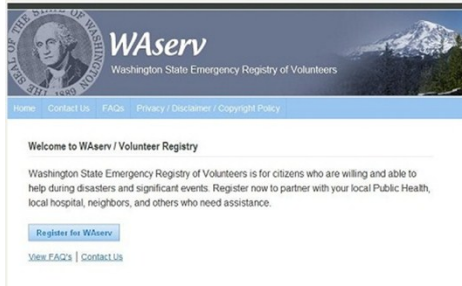 THE SEAL OF THE STATE OF WASHINGTON
1889
WAserv
Washington State Emergency Registry of Volunteers
Home Contact Us FAQs Privacy / Disclaimer / Copyright Policy
Welcome to WAserv / Volunteer Registry
Washington State Emergency Registry of Volunteers is for citizens who are willing and able to
help during disasters and significant events. Register now to partner with your local Public Health,
local hospital, neighbors, and others who need assistance.
Register for WAserv
View FAQ's | Contact Us